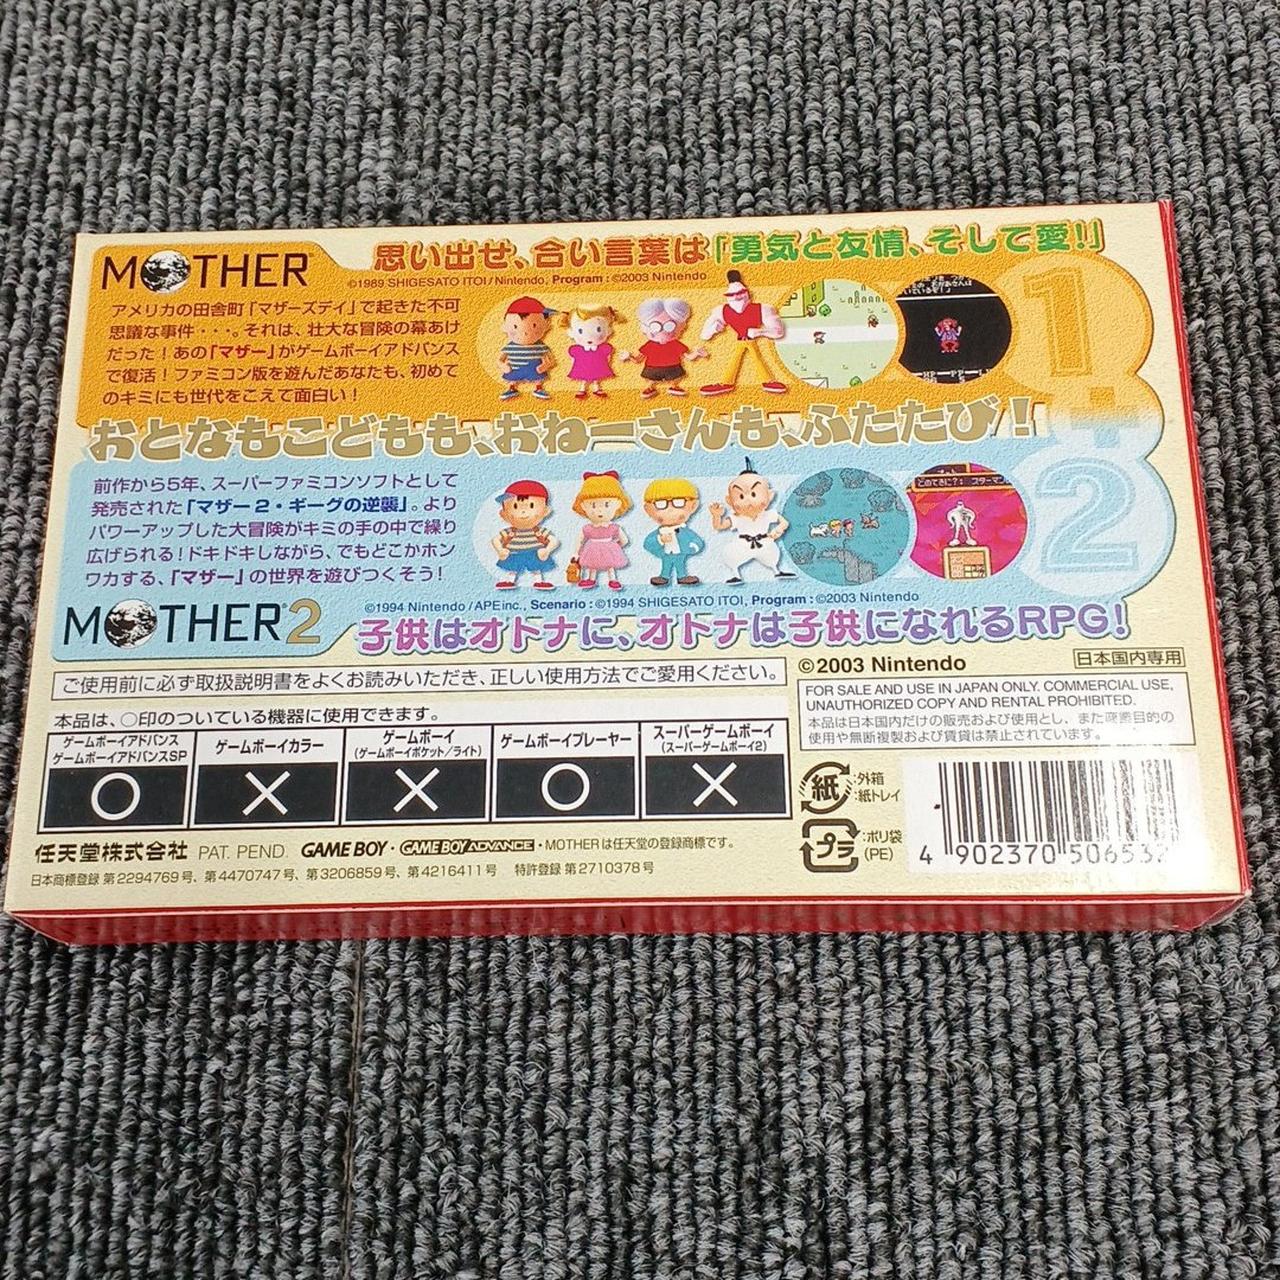 MOTHER
思い出せ、合い言葉は「勇気と友情、そして愛!」
©1989 SHIGESATO ITOI/Nintendo, Program:©2003 Nintendo
アメリカの田舎町「マザーズデイ」で起きた不可
思議な事件・・・。それは、壮大な冒険の幕あけ
だった!あの「マザー」がゲームボーイアドバンス
で復活!ファミコン版を遊んだあなたも、初めて
のキミにも世代をこえて面白い!
1
+
おとなもこどもも、おねーさんも、ふたたび!
前作から5年、スーパーファミコンソフトとして
発売された「マザー2・ギーグの逆襲」。より
パワーアップした大冒険がキミの手の中で繰り
広げられる!ドキドキしながら、でもどこかホン
ワカする、「マザー」の世界を遊びつくそう!
2
©1994 Nintendo/APE inc., Scenario:©1994 SHIGESATO ITOI, Program:©2003 Nintendo
MOTHER2
子供はオトナに、オトナは子供になれるRPG!
ご使用前に必ず取扱説明書をよくお読みいただき、正しい使用方法でご愛用ください。
©2003 Nintendo
日本国内専用
FOR SALE AND USE IN JAPAN ONLY. COMMERCIAL USE,
UNAUTHORIZED COPY AND RENTAL PROHIBITED.
本品は日本国内だけの販売および使用とし、また商業目的の
使用や無断複製および賃貸は禁止されています。
本品は、○印のついている機器に使用できます。
ゲームボーイアドバンス
ゲームボーイアドバンスSP
ゲームボーイカラー
ゲームボーイ
(ゲームボーイポケット/ライト)
ゲームボーイプレーヤー
スーパーゲームボーイ
(スーパーゲームボーイ2)
○ × × ○ ×
紙
:外箱
:紙トレイ
プラ
:ポリ袋
(PE)
4 902370 506532
任天堂株式会社 PAT. PEND. GAME BOY・GAME BOY ADVANCE・MOTHERは任天堂の登録商標です。
日本商標登録 第2294769号、第4470747号、第3206859号、第4216411号 特許登録 第2710378号